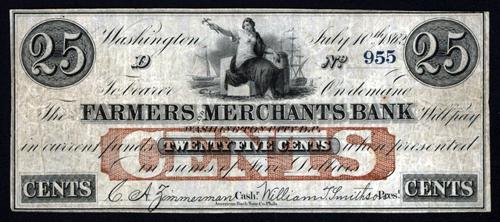 25 Washington July 10th 1862 25
D No 955
To bearer On demand
The FARMERS AND MERCHANTS BANK Will pay
WASHINGTON CITY D.C.
in current funds TWENTY FIVE CENTS when presented
CENTS
In sums of Five Dollars
CENTS C. A. Zimmerman Cash. William T. Smithson Pres. CENTS
American Bank Note Co. Phila.